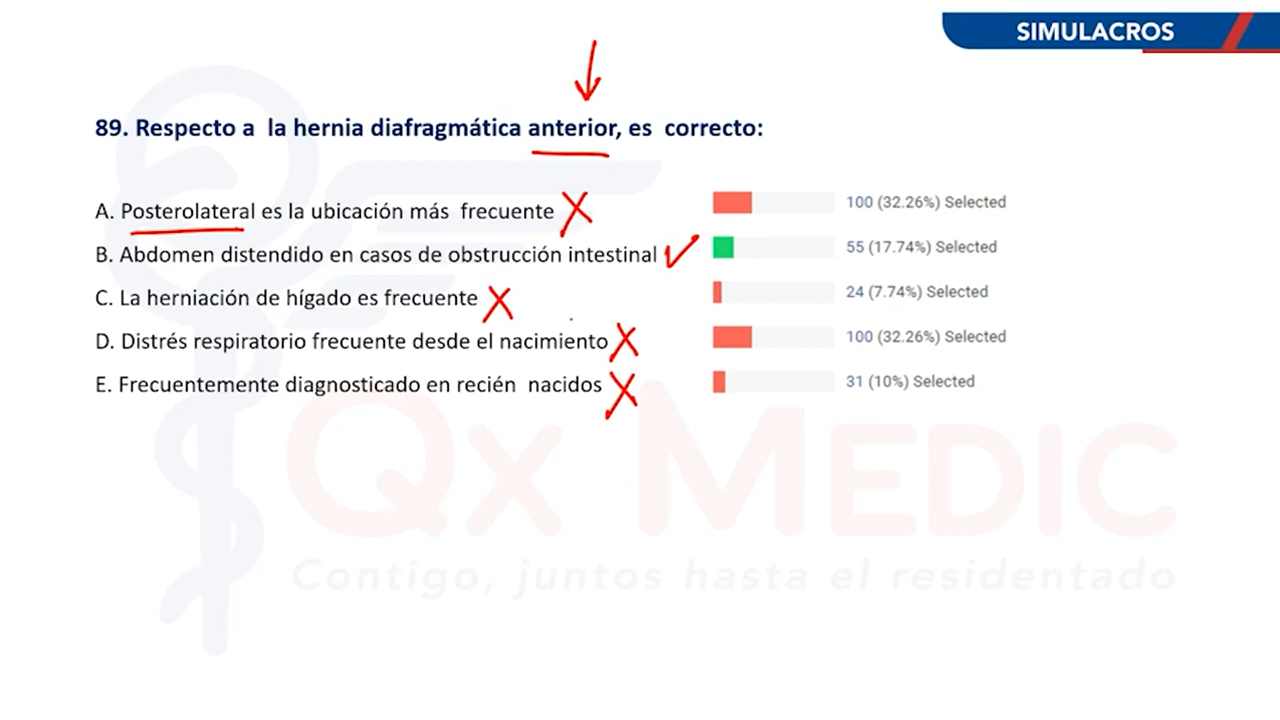 SIMULACROS
89. Respecto a la hernia diafragmática anterior, es correcto:
A. Posterolateral es la ubicación más frecuente
100 (32.26%) Selected
B. Abdomen distendido en casos de obstrucción intestinal
55 (17.74%) Selected
C. La herniación de hígado es frecuente
24 (7.74%) Selected
D. Distrés respiratorio frecuente desde el nacimiento
100 (32.26%) Selected
E. Frecuentemente diagnosticado en recién nacidos
31 (10%) Selected
QX MEDIC
Contigo, juntos hasta el residentado